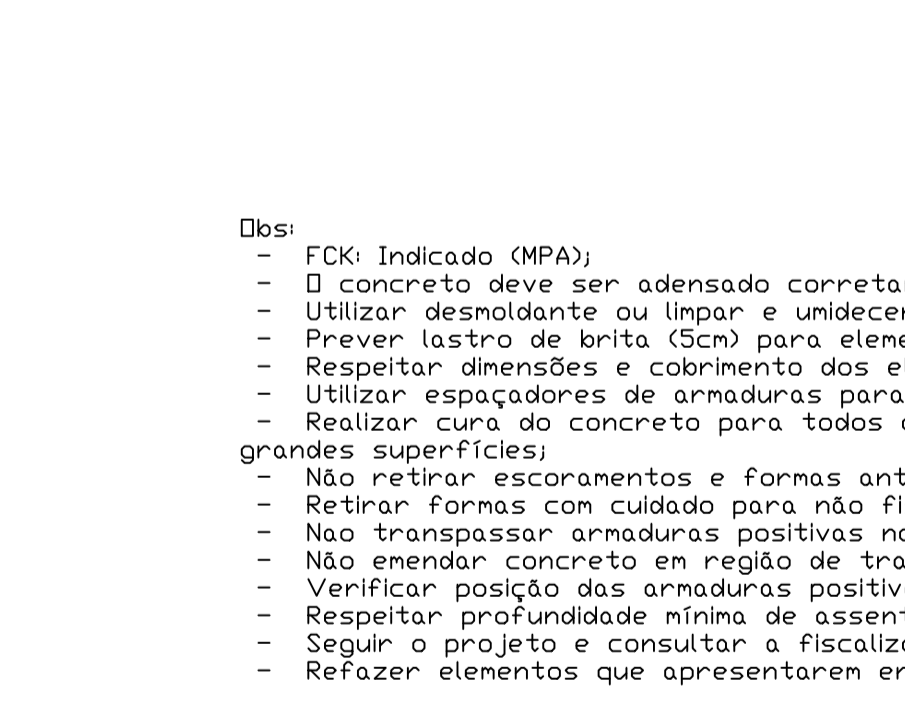 Obs:
- FCK: Indicado (MPA);
- O concreto deve ser adensado
- Utilizar desmoldante ou limpar e
- Prever lastro de brita (5cm) para
- Respeitar dimensões e cobrimento dos
- Utilizar espaçadores de armaduras para
- Realizar cura do concreto para todos
grandes superfícies;
- Não retirar escoramentos e formas
- Retirar formas com cuidado para não
- Nao transpassar armaduras positivas
- Não emendar concreto em região de
- Verificar posição das armaduras
- Respeitar profundidade mínima de
- Seguir o projeto e consultar a
- Refazer elementos que apresentarem